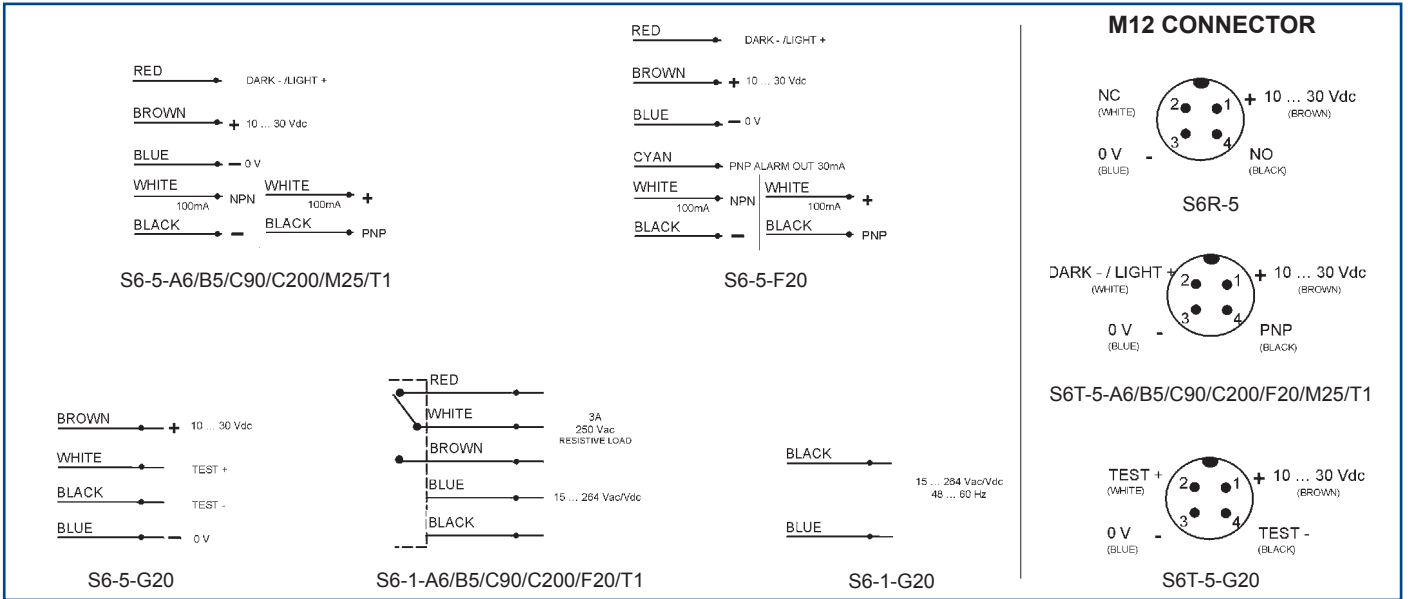 RED
DARK - /LIGHT +
BROWN
+ 10 ... 30 Vdc
BLUE
- 0 V
WHITE
100mA
NPN
WHITE
100mA
+
BLACK
-
BLACK
PNP
S6-5-A6/B5/C90/C200/M25/T1
RED
DARK - /LIGHT +
BROWN
+ 10 ... 30 Vdc
BLUE
- 0 V
CYAN
PNP ALARM OUT 30mA
WHITE
100mA
NPN
WHITE
100mA
+
BLACK
-
BLACK
PNP
S6-5-F20
BROWN
+ 10 ... 30 Vdc
WHITE
TEST +
BLACK
TEST -
BLUE
- 0 V
S6-5-G20
RED
WHITE
BROWN
3A
250 Vac
RESISTIVE LOAD
BLUE
15 ... 264 Vac/Vdc
BLACK
S6-1-A6/B5/C90/C200/F20/T1
BLACK
15 ... 264 Vac/Vdc
48 ... 60 Hz
BLUE
S6-1-G20
M12 CONNECTOR
NC
(WHITE)
2 1
+ 10 ... 30 Vdc
(BROWN)
0 V -
(BLUE)
3 4
NO
(BLACK)
S6R-5
DARK - / LIGHT +
(WHITE)
2 1
+ 10 ... 30 Vdc
(BROWN)
0 V -
(BLUE)
3 4
PNP
(BLACK)
S6T-5-A6/B5/C90/C200/F20/M25/T1
TEST +
(WHITE)
2 1
+ 10 ... 30 Vdc
(BROWN)
0 V -
(BLUE)
3 4
TEST -
(BLACK)
S6T-5-G20